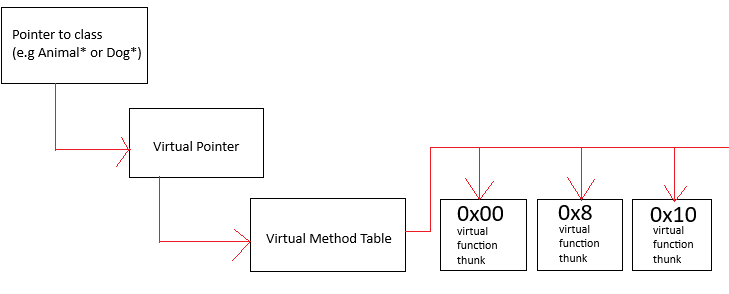 Pointer to class
(e.g Animal* or Dog*)
Virtual Pointer
Virtual Method Table
0x00
virtual
function
thunk
0x8
virtual
function
thunk
0x10
virtual
function
thunk